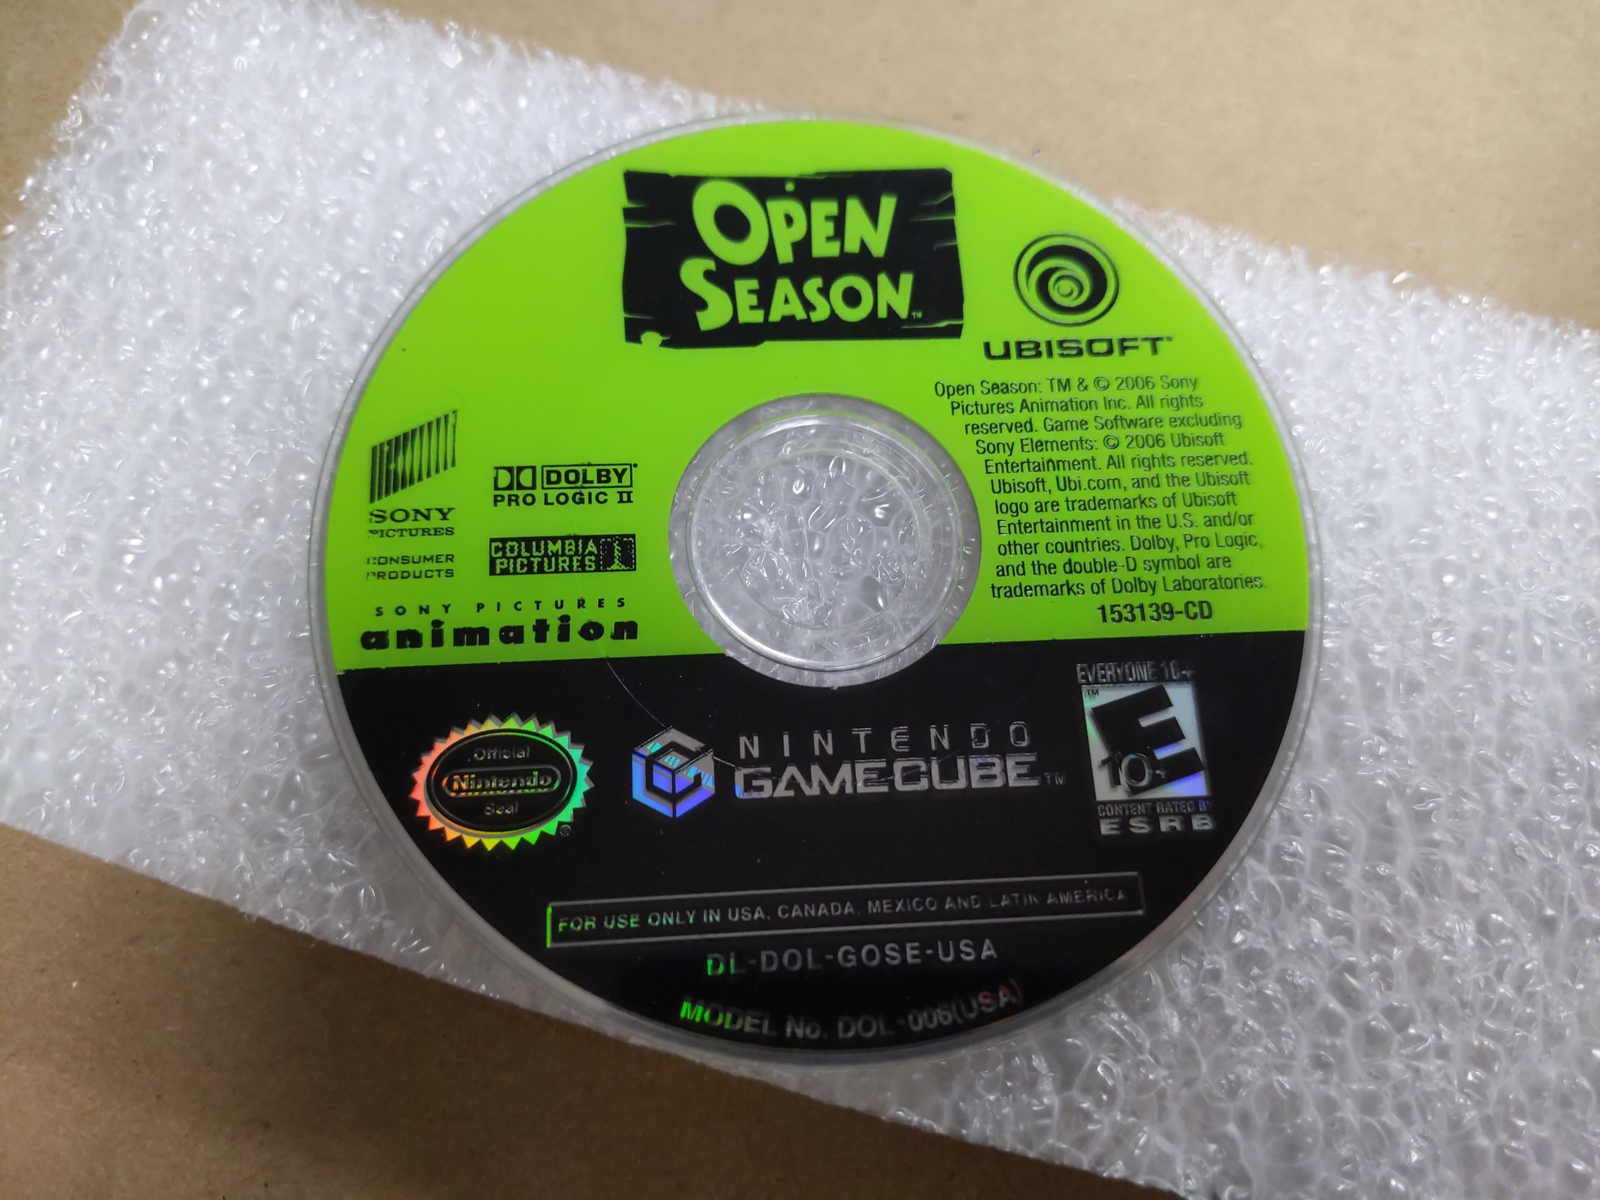 OPEN
SEASON™
UBISOFT®
Open Season: TM & © 2006 Sony
Pictures Animation Inc. All rights
reserved. Game Software excluding
Sony Elements: © 2006 Ubisoft
Entertainment. All rights reserved.
Ubisoft, Ubi.com, and the Ubisoft
logo are trademarks of Ubisoft
Entertainment in the U.S. and/or
other countries. Dolby, Pro Logic,
and the double-D symbol are
trademarks of Dolby Laboratories.
153139-CD
SONY
PICTURES
CONSUMER
PRODUCTS
DOLBY®
PRO LOGIC II
COLUMBIA
PICTURES
SONY PICTURES
animation
Official
Nintendo
Seal
®
NINTENDO
GAMECUBE™
EVERYONE 10+
™
E
10+
CONTENT RATED BY
ESRB
FOR USE ONLY IN USA, CANADA, MEXICO AND LATIN AMERICA
DL-DOL-GOSE-USA
MODEL No. DOL-006(USA)